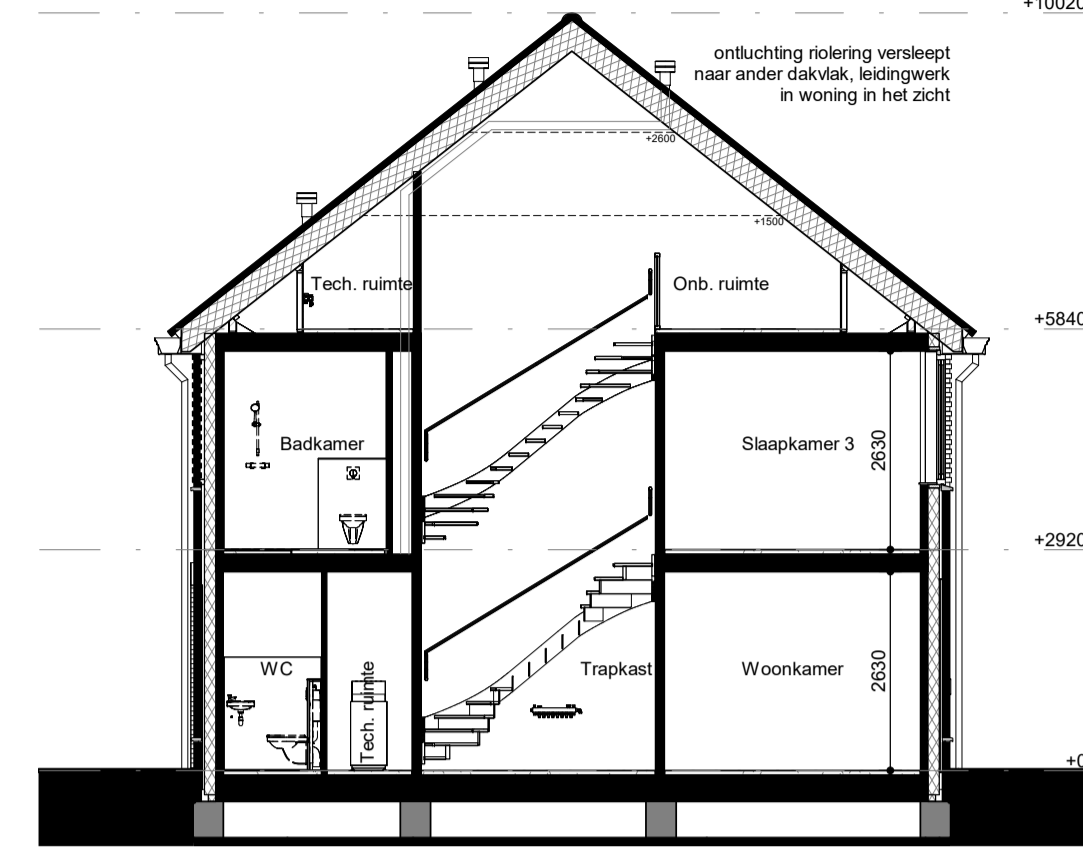 +10020
ontluchting riolering versleept
naar ander dakvlak, leidingwerk
in woning in het zicht
+2600
+1500
Tech. ruimte
Onb. ruimte
+5840
Badkamer
Slaapkamer 3
2630
+2920
WC
Tech. ruimte
Trapkast
Woonkamer
2630
+0